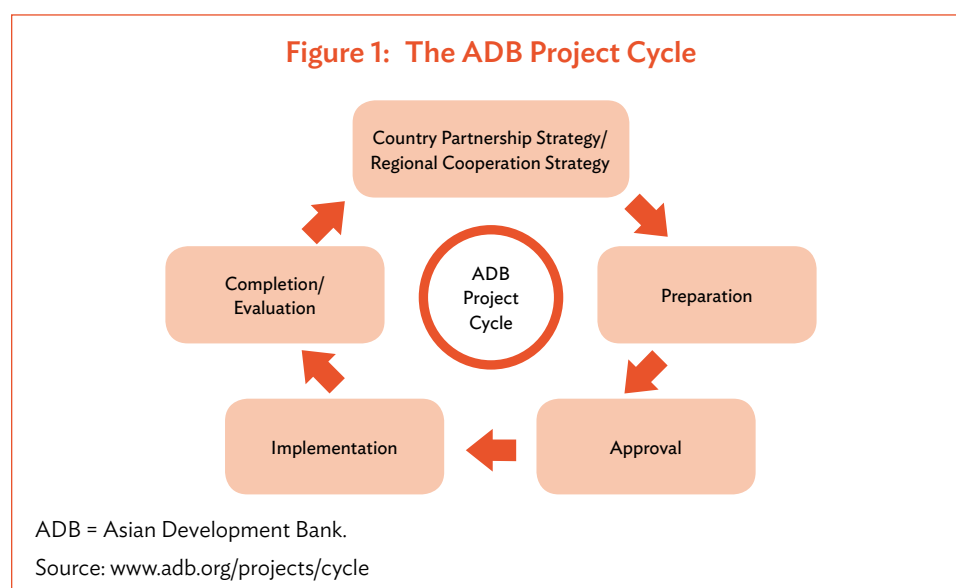 Figure 1: The ADB Project Cycle
Country Partnership Strategy/
Regional Cooperation Strategy
Preparation
Approval
Implementation
Completion/
Evaluation
ADB
Project
Cycle
ADB = Asian Development Bank.
Source: www.adb.org/projects/cycle